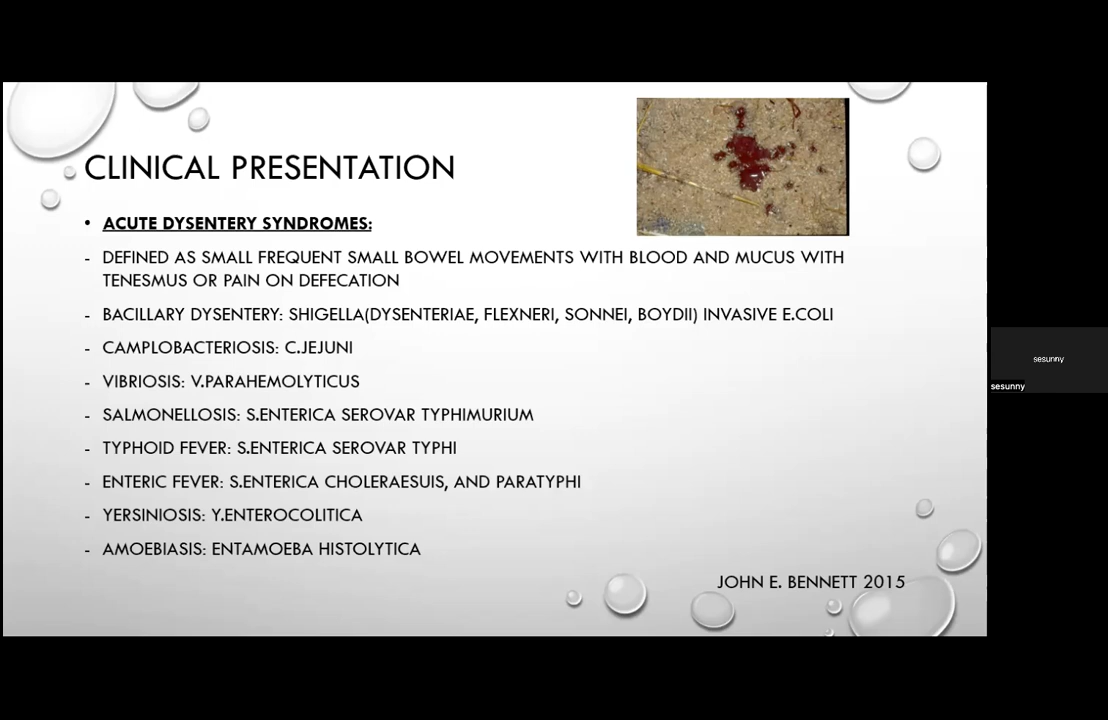 CLINICAL PRESENTATION
• ACUTE DYSENTERY SYNDROMES:
- DEFINED AS SMALL FREQUENT SMALL BOWEL MOVEMENTS WITH BLOOD AND MUCUS WITH
TENESMUS OR PAIN ON DEFECATION
- BACILLARY DYSENTERY: SHIGELLA(DYSENTERIAE, FLEXNERI, SONNEI, BOYDII) INVASIVE E.COLI
- CAMPLOBACTERIOSIS: C.JEJUNI
- VIBRIOSIS: V.PARAHEMOLYTICUS
- SALMONELLOSIS: S.ENTERICA SEROVAR TYPHIMURIUM
- TYPHOID FEVER: S.ENTERICA SEROVAR TYPHI
- ENTERIC FEVER: S.ENTERICA CHOLERAESUIS, AND PARATYPHI
- YERSINIOSIS: Y.ENTEROCOLITICA
- AMOEBIASIS: ENTAMOEBA HISTOLYTICA
JOHN E. BENNETT 2015
sesunny
sesunny